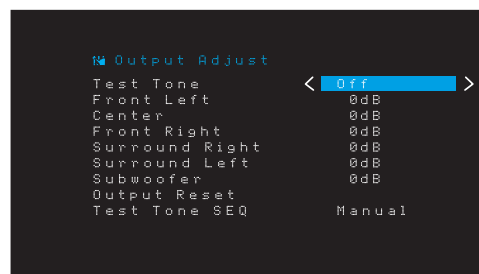 Output Adjust
Test Tone < Off >
Front Left 0dB
Center 0dB
Front Right 0dB
Surround Right 0dB
Surround Left 0dB
Subwoofer 0dB
Output Reset
Test Tone SEQ Manual